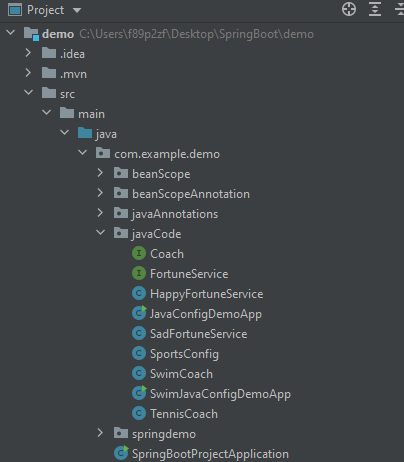 Project
demo C:\Users\f89p2zf\Desktop\SpringBoot\demo
.idea
.mvn
src
main
java
com.example.demo
beanScope
beanScopeAnnotation
javaAnnotations
javaCode
I Coach
I FortuneService
C HappyFortuneService
C JavaConfigDemoApp
C SadFortuneService
C SportsConfig
C SwimCoach
C SwimJavaConfigDemoApp
C TennisCoach
springdemo
C SpringBootProjectApplication